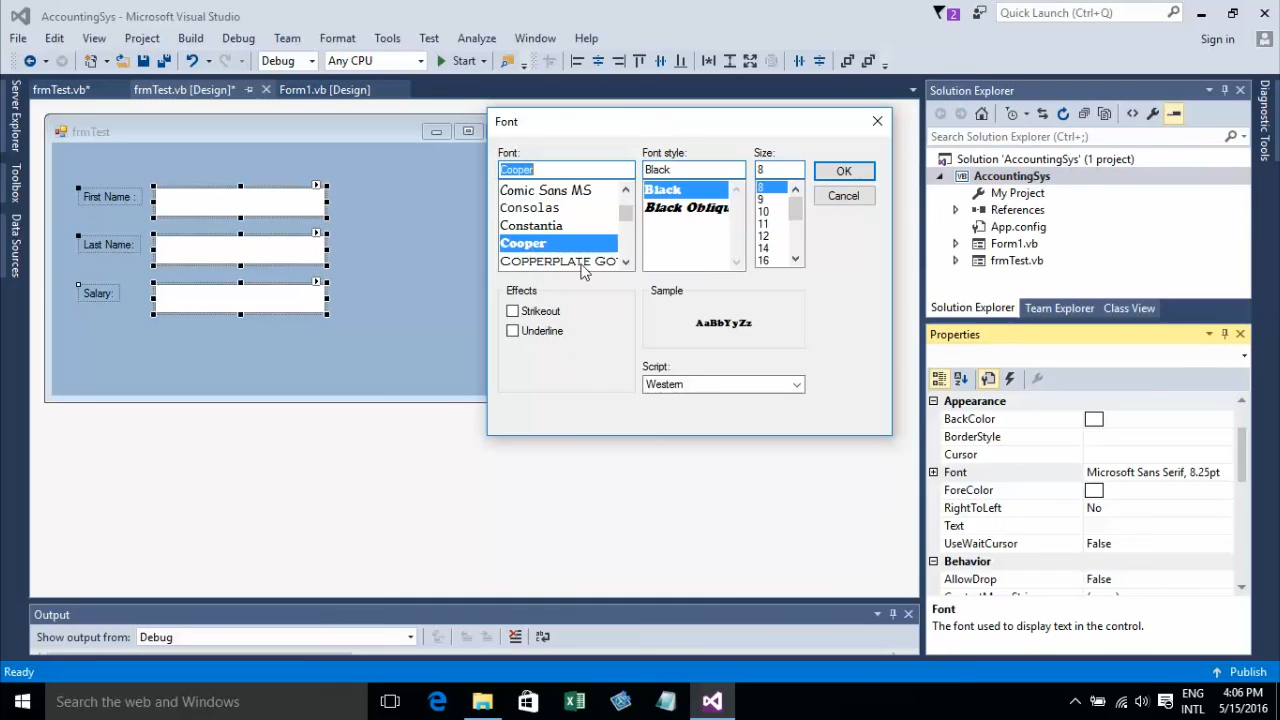 AccountingSys - Microsoft Visual Studio
2
Quick Launch (Ctrl+Q)
File Edit View Project Build Debug Team Format Tools Test Analyze Window Help
Sign in
Debug Any CPU Start
frmTest.vb* frmTest.vb [Design]* Form1.vb [Design]
Server Explorer
Toolbox
Data Sources
frmTest
First Name :
Last Name:
Salary:
Font
Font: Font style: Size:
Cooper Black 8
Comic Sans MS
Consolas
Constantia
Cooper
COPPERPLATE GO
Black
Black Obliqu
8
9
10
11
12
14
16
OK
Cancel
Effects
Strikeout
Underline
Sample
AaBbYyZz
Script:
Western
Solution Explorer
Search Solution Explorer (Ctrl+;)
Solution 'AccountingSys' (1 project)
AccountingSys
My Project
References
App.config
Form1.vb
frmTest.vb
Solution Explorer Team Explorer Class View
Diagnostic Tools
Properties
Appearance
BackColor
BorderStyle
Cursor
Font Microsoft Sans Serif, 8.25pt
ForeColor
RightToLeft No
Text
UseWaitCursor False
Behavior
AllowDrop False
Font
The font used to display text in the control.
Output
Show output from: Debug
Ready
Publish
Search the web and Windows
ENG
INTL
4:06 PM
5/15/2016